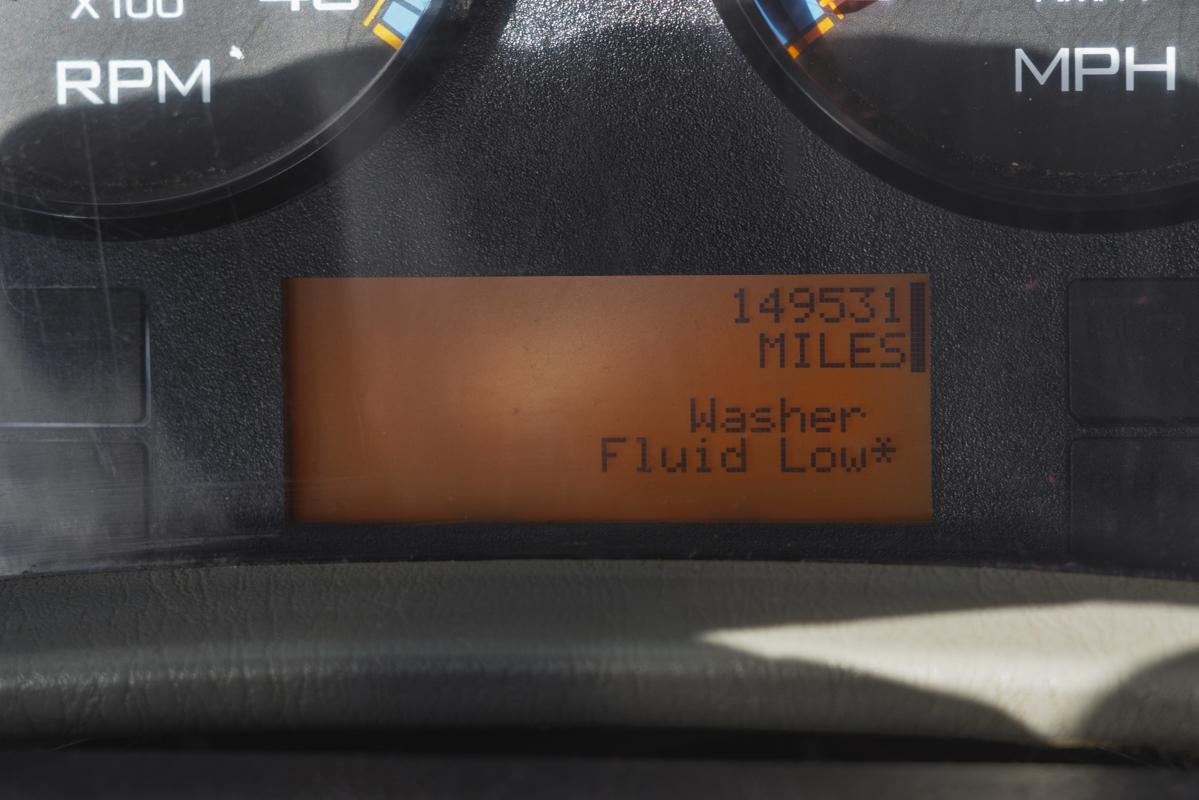 X100
RPM
MPH
149531
MILES
Washer
Fluid Low*